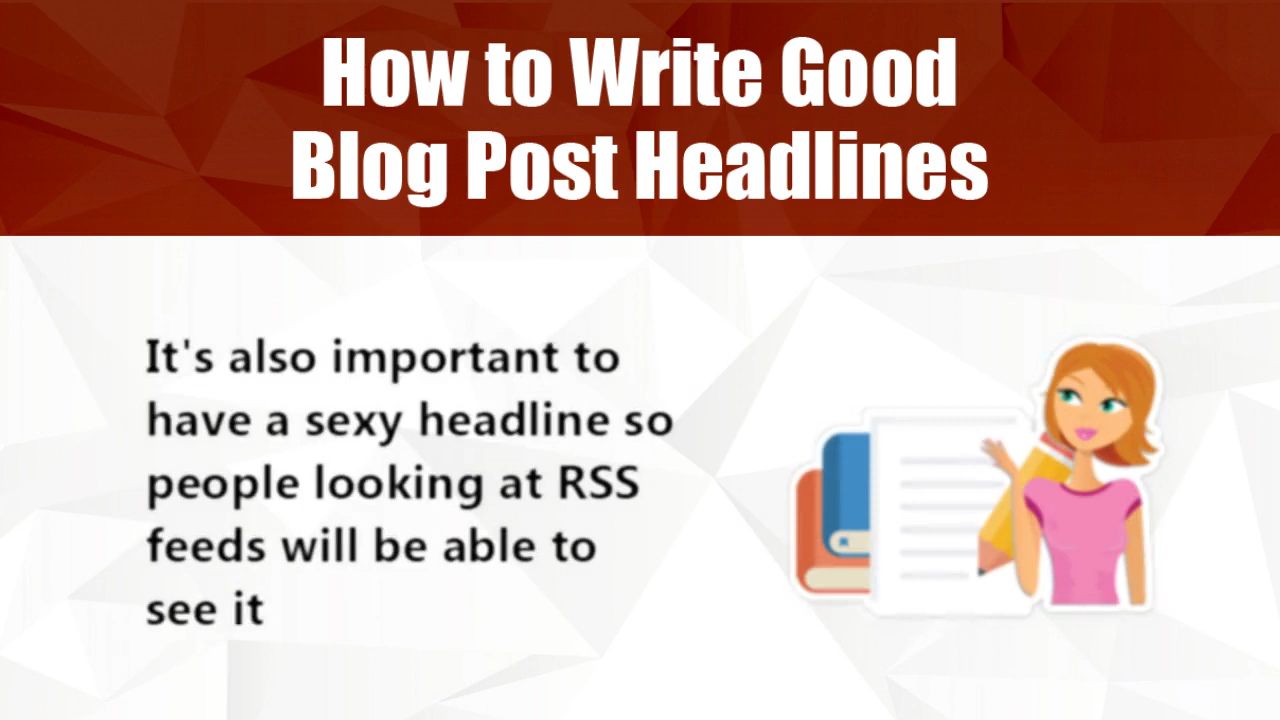 How to Write Good
Blog Post Headlines
It's also important to
have a sexy headline so
people looking at RSS
feeds will be able to
see it